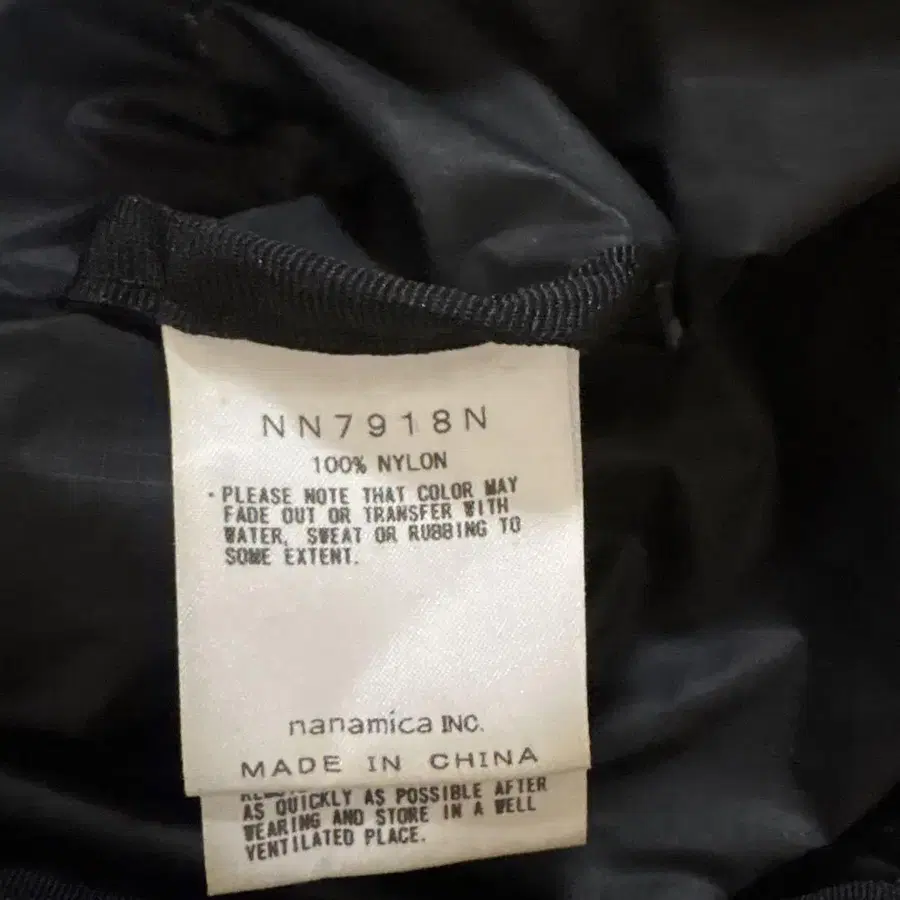 NN7918N
100% NYLON
・PLEASE NOTE THAT COLOR MAY
FADE OUT OR TRANSFER WITH
WATER, SWEAT OR RUBBING TO
SOME EXTENT.
nanamica INC.
MADE IN CHINA
AS QUICKLY AS POSSIBLE AFTER
WEARING AND STORE IN A WELL
VENTILATED PLACE.